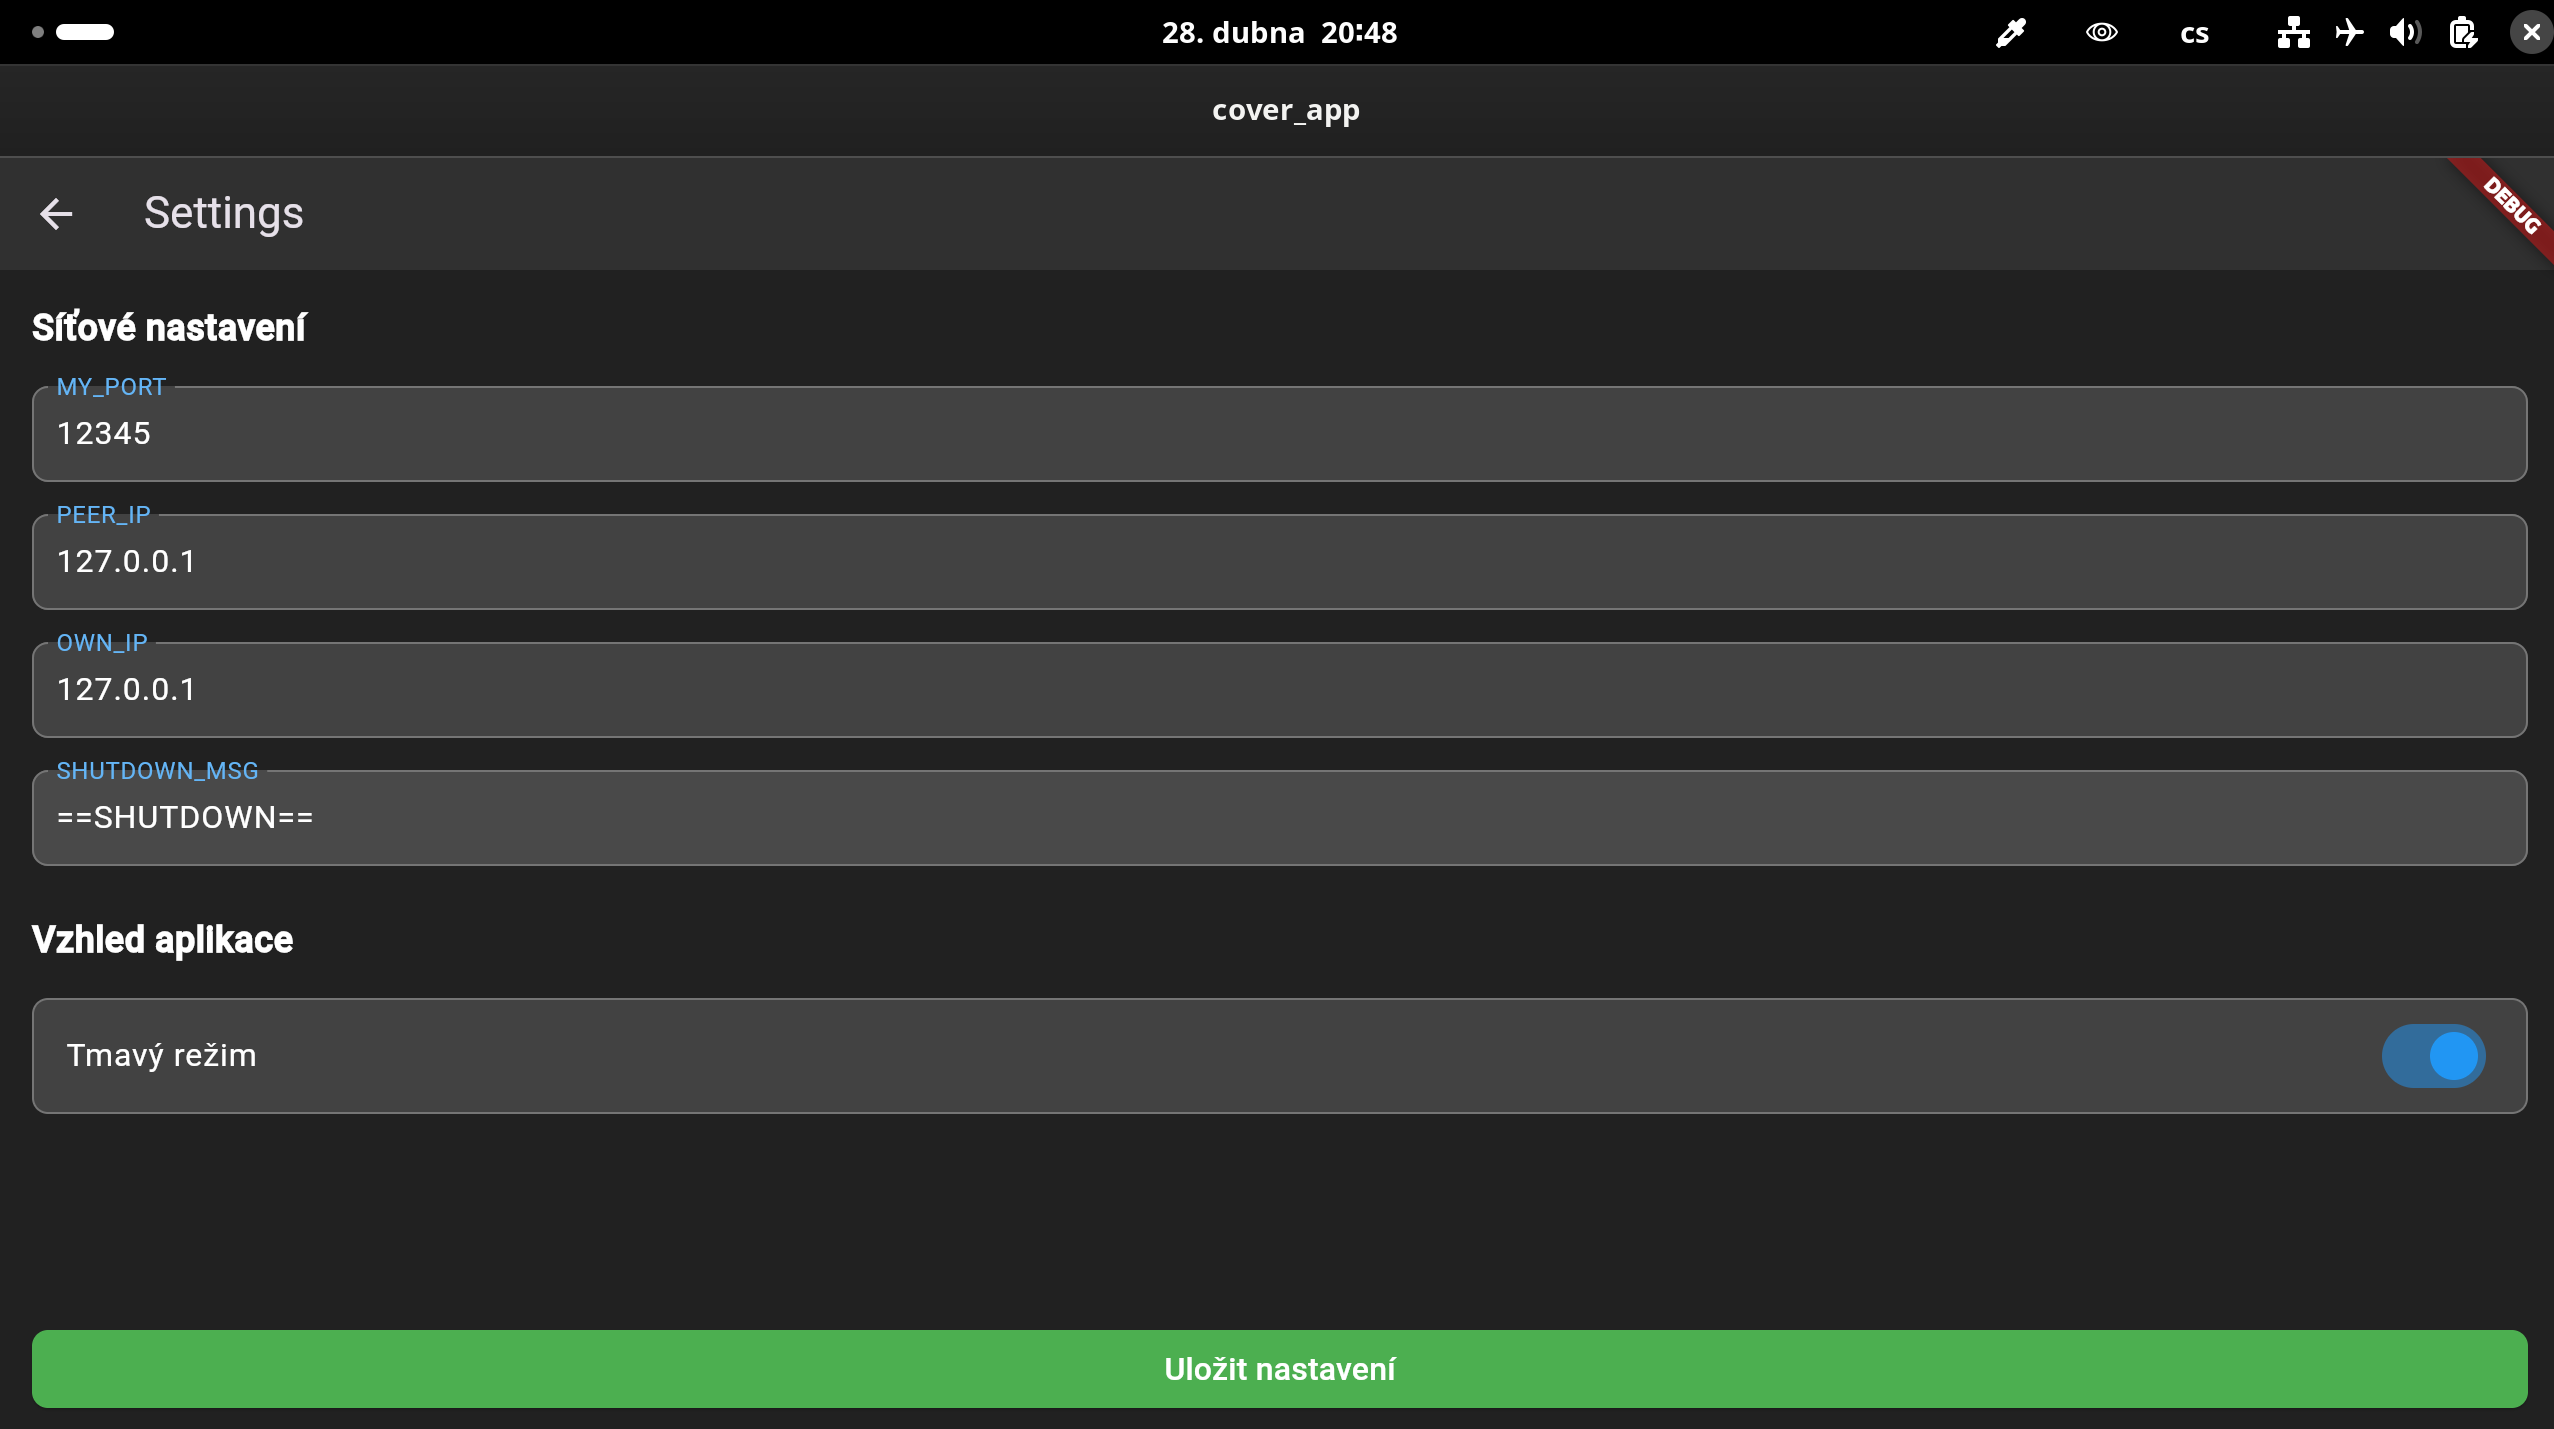 28. dubna 20:48
cs
cover_app
Settings
DEBUG
Síťové nastavení
MY_PORT
12345
PEER_IP
127.0.0.1
OWN_IP
127.0.0.1
SHUTDOWN_MSG
==SHUTDOWN==
Vzhled aplikace
Tmavý režim
Uložit nastavení